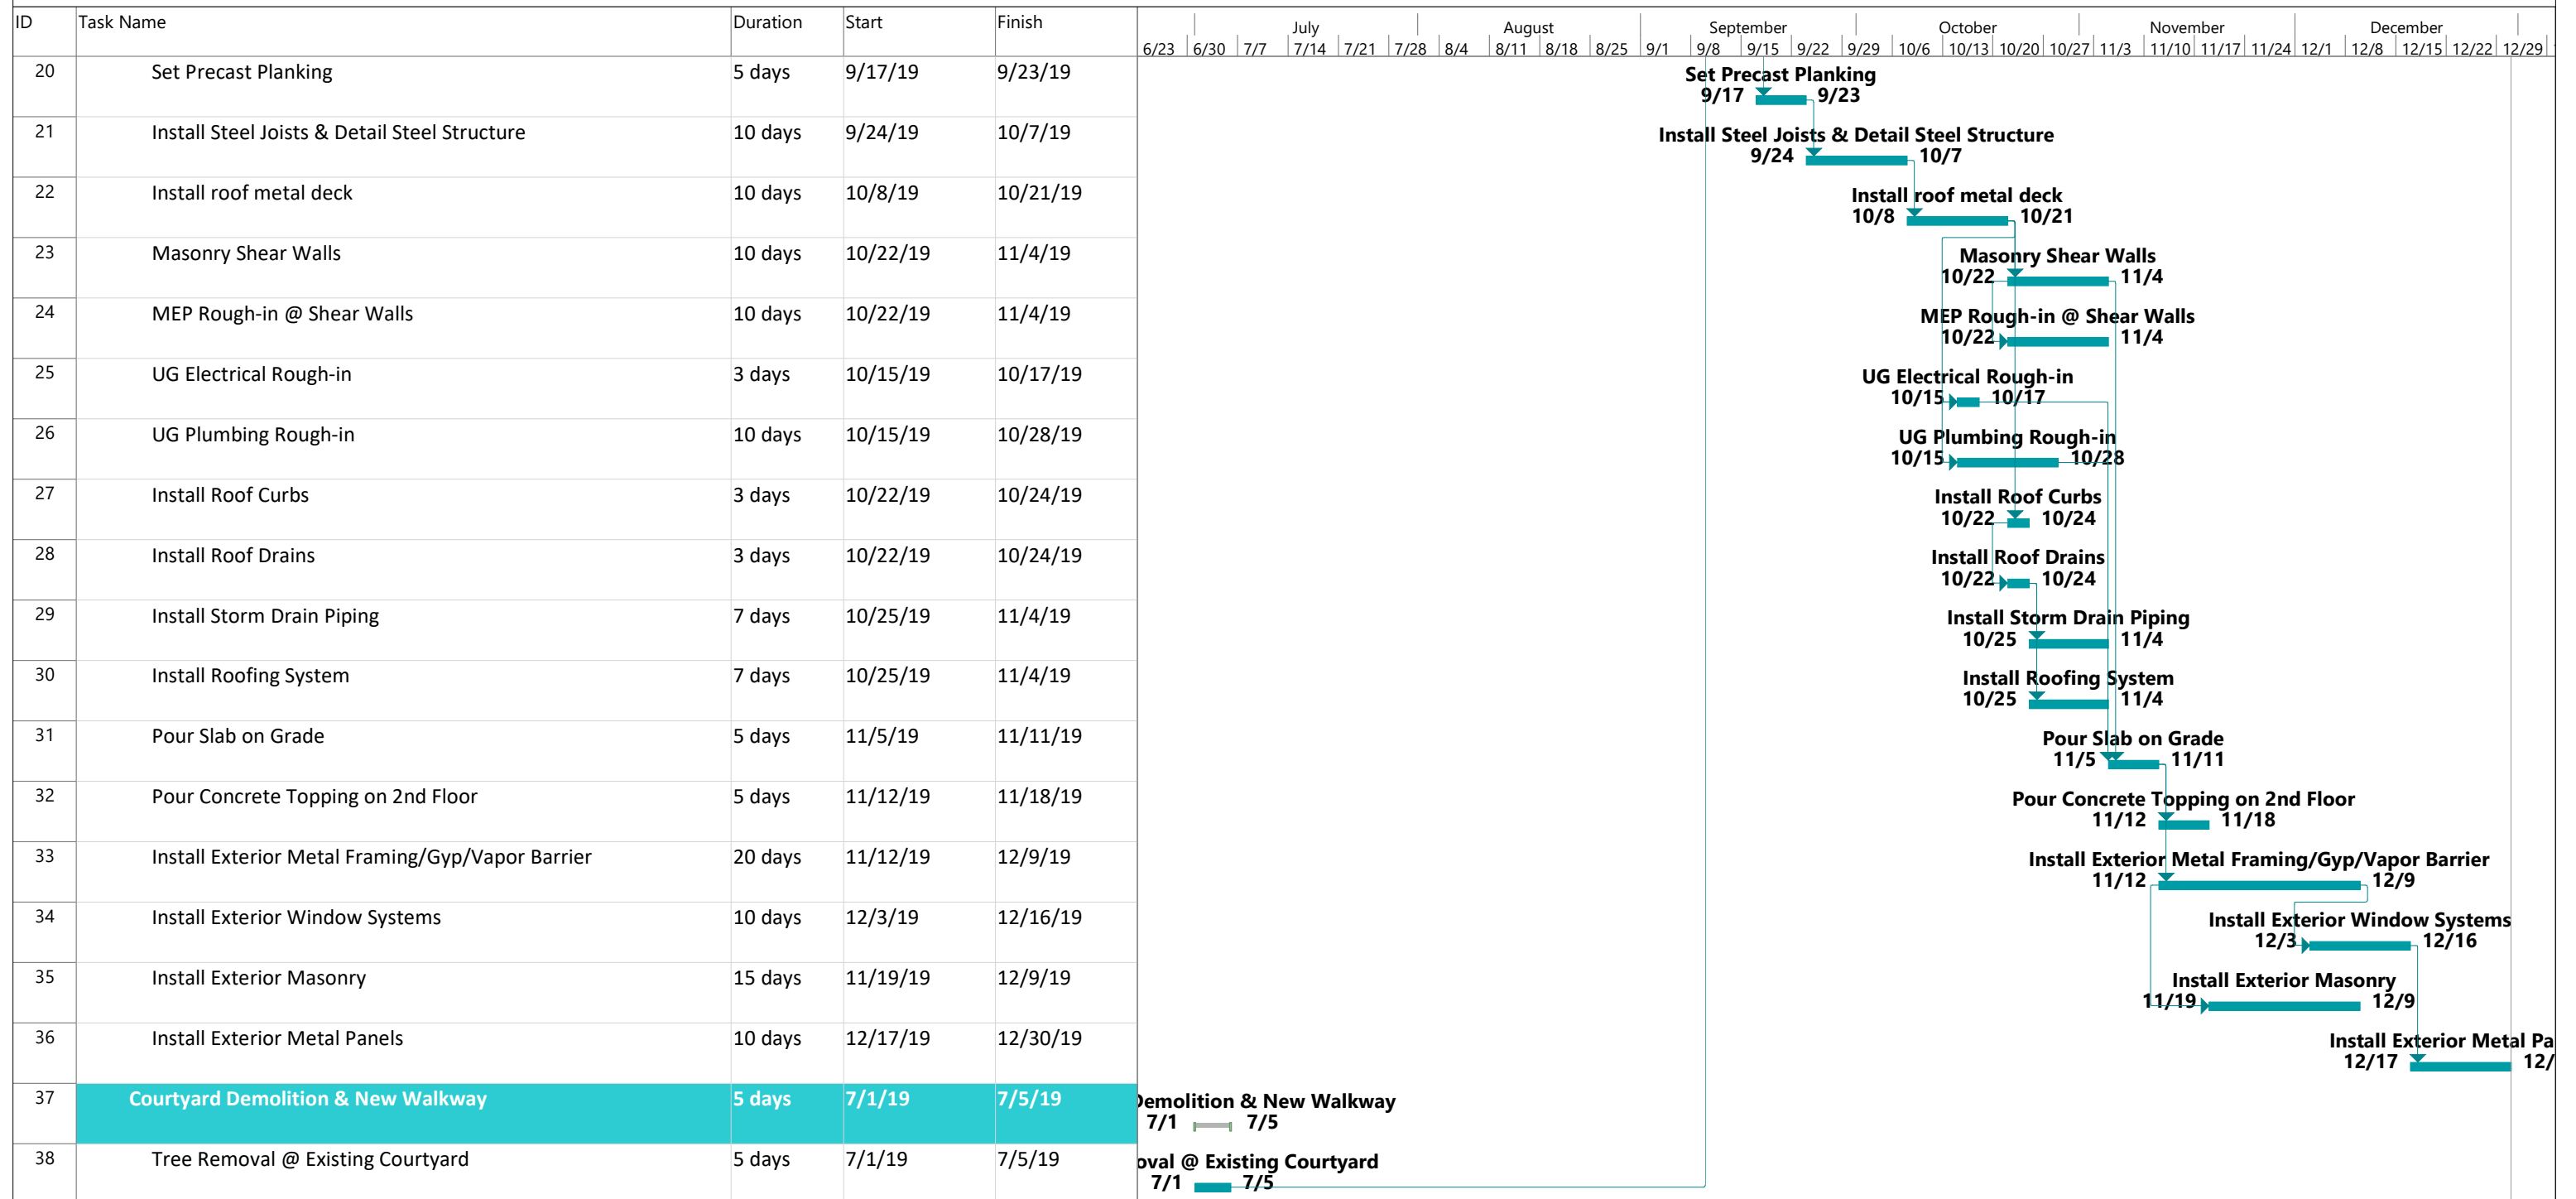 ID Task Name Duration Start Finish
July August September October November December
6/23 6/30 7/7 7/14 7/21 7/28 8/4 8/11 8/18 8/25 9/1 9/8 9/15 9/22 9/29 10/6 10/13 10/20 10/27 11/3 11/10 11/17 11/24 12/1 12/8 12/15 12/22 12/29
20 Set Precast Planking 5 days 9/17/19 9/23/19
Set Precast Planking
9/17 9/23
21 Install Steel Joists & Detail Steel Structure 10 days 9/24/19 10/7/19
Install Steel Joists & Detail Steel Structure
9/24 10/7
22 Install roof metal deck 10 days 10/8/19 10/21/19
Install roof metal deck
10/8 10/21
23 Masonry Shear Walls 10 days 10/22/19 11/4/19
Masonry Shear Walls
10/22 11/4
24 MEP Rough-in @ Shear Walls 10 days 10/22/19 11/4/19
MEP Rough-in @ Shear Walls
10/22 11/4
25 UG Electrical Rough-in 3 days 10/15/19 10/17/19
UG Electrical Rough-in
10/15 10/17
26 UG Plumbing Rough-in 10 days 10/15/19 10/28/19
UG Plumbing Rough-in
10/15 10/28
27 Install Roof Curbs 3 days 10/22/19 10/24/19
Install Roof Curbs
10/22 10/24
28 Install Roof Drains 3 days 10/22/19 10/24/19
Install Roof Drains
10/22 10/24
29 Install Storm Drain Piping 7 days 10/25/19 11/4/19
Install Storm Drain Piping
10/25 11/4
30 Install Roofing System 7 days 10/25/19 11/4/19
Install Roofing System
10/25 11/4
31 Pour Slab on Grade 5 days 11/5/19 11/11/19
Pour Slab on Grade
11/5 11/11
32 Pour Concrete Topping on 2nd Floor 5 days 11/12/19 11/18/19
Pour Concrete Topping on 2nd Floor
11/12 11/18
33 Install Exterior Metal Framing/Gyp/Vapor Barrier 20 days 11/12/19 12/9/19
Install Exterior Metal Framing/Gyp/Vapor Barrier
11/12 12/9
34 Install Exterior Window Systems 10 days 12/3/19 12/16/19
Install Exterior Window Systems
12/3 12/16
35 Install Exterior Masonry 15 days 11/19/19 12/9/19
Install Exterior Masonry
11/19 12/9
36 Install Exterior Metal Panels 10 days 12/17/19 12/30/19
Install Exterior Metal Pa
12/17 12/
37 Courtyard Demolition & New Walkway 5 days 7/1/19 7/5/19
Demolition & New Walkway
7/1 7/5
38 Tree Removal @ Existing Courtyard 5 days 7/1/19 7/5/19
oval @ Existing Courtyard
7/1 7/5